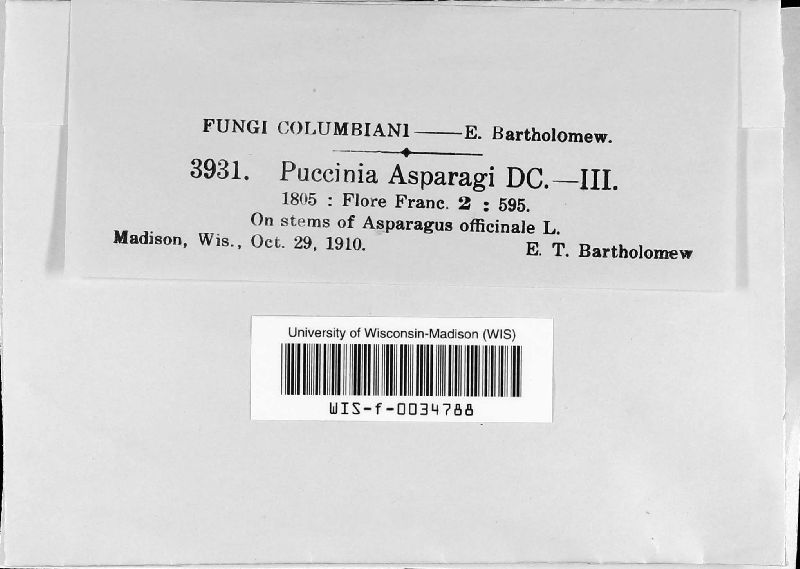 FUNGI COLUMBIANI — E. Bartholomew.
3931. Puccinia Asparagi DC.—III.
1805 : Flore Franc. 2 : 595.
On stems of Asparagus officinale L.
Madison, Wis., Oct. 29, 1910. E. T. Bartholomew
University of Wisconsin-Madison (WIS)
WIS-f-0034788